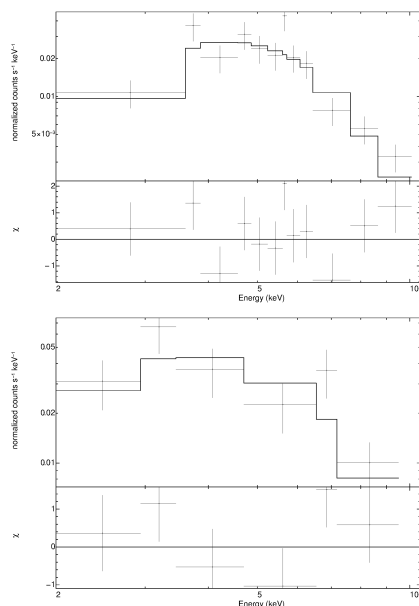 normalized counts s⁻¹ keV⁻¹
0.02
0.01
5×10⁻³
χ
2
1
0
−1
2 5 10
Energy (keV)
normalized counts s⁻¹ keV⁻¹
0.05
0.02
0.01
χ
1
0
−1
2 5 10
Energy (keV)